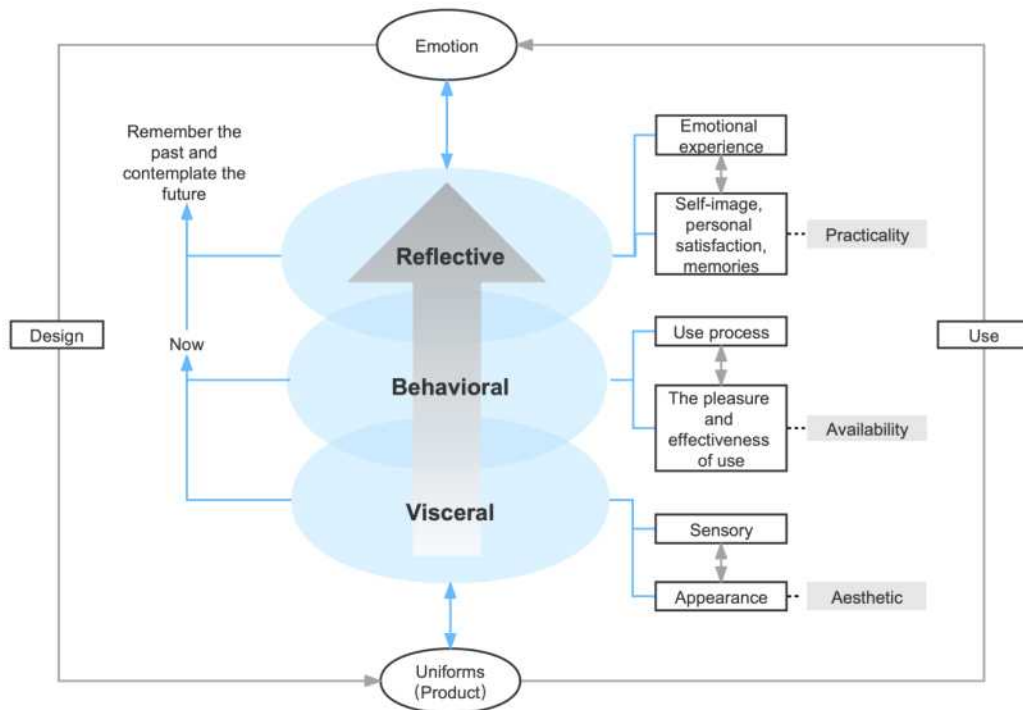 Emotion
Remember the
past and
contemplate the
future
Emotional
experience
Self-image,
personal
satisfaction,
memories
Practicality
Reflective
Design
Now
Use process
Use
Behavioral
The pleasure
and
effectiveness
of use
Availability
Visceral
Sensory
Appearance
Aesthetic
Uniforms
(Product)